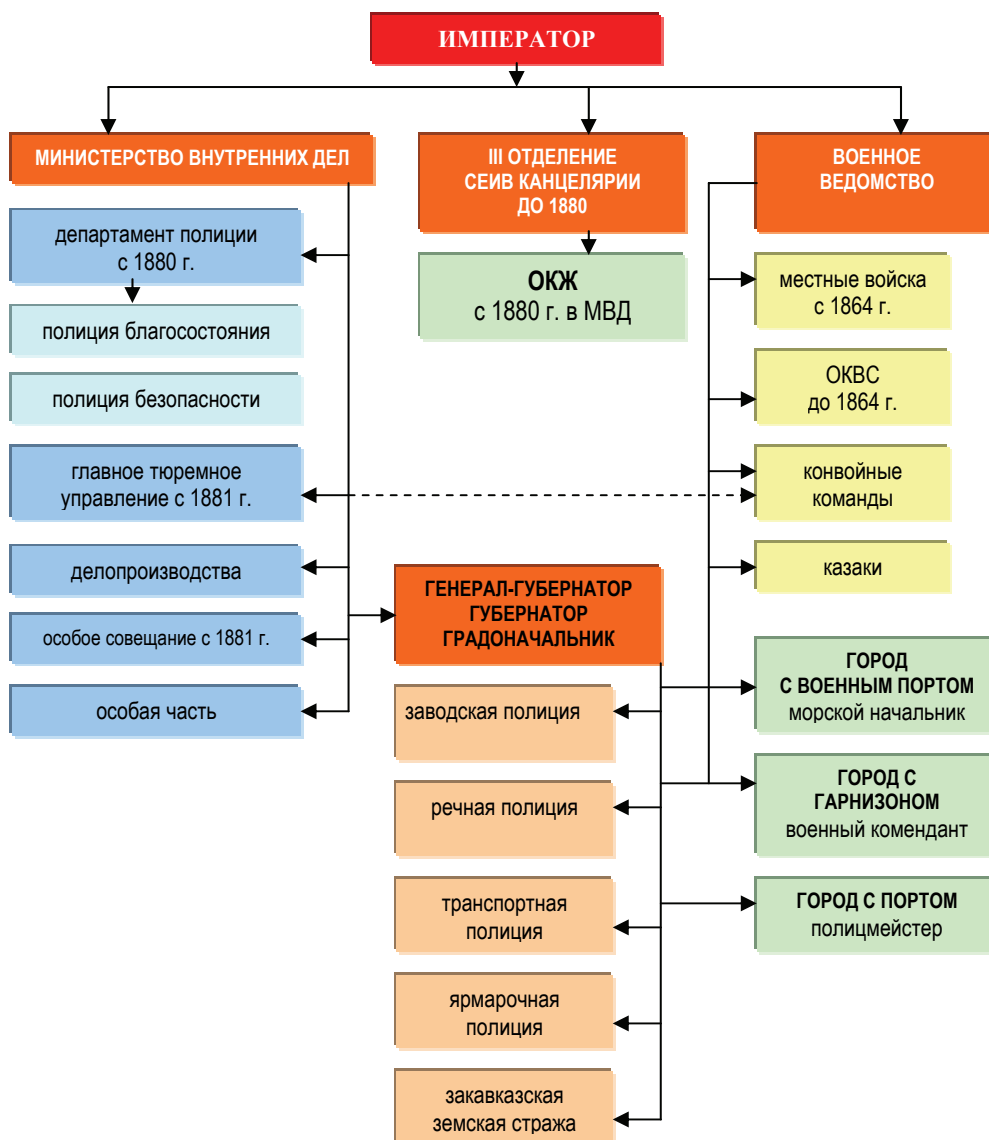 ИМПЕРАТОР
МИНИСТЕРСТВО ВНУТРЕННИХ ДЕЛ
III ОТДЕЛЕНИЕ
СЕИВ КАНЦЕЛЯРИИ
ДО 1880
ВОЕННОЕ
ВЕДОМСТВО
департамент полиции
с 1880 г.
полиция благосостояния
полиция безопасности
главное тюремное
управление с 1881 г.
делопроизводства
особое совещание с 1881 г.
особая часть
ОКЖ
с 1880 г. в МВД
местные войска
с 1864 г.
ОКВС
до 1864 г.
конвойные
команды
казаки
ГЕНЕРАЛ-ГУБЕРНАТОР
ГУБЕРНАТОР
ГРАДОНАЧАЛЬНИК
заводская полиция
речная полиция
транспортная
полиция
ярмарочная
полиция
закавказская
земская стража
ГОРОД
С ВОЕННЫМ ПОРТОМ
морской начальник
ГОРОД С
ГАРНИЗОНОМ
военный комендант
ГОРОД С ПОРТОМ
полицмейстер